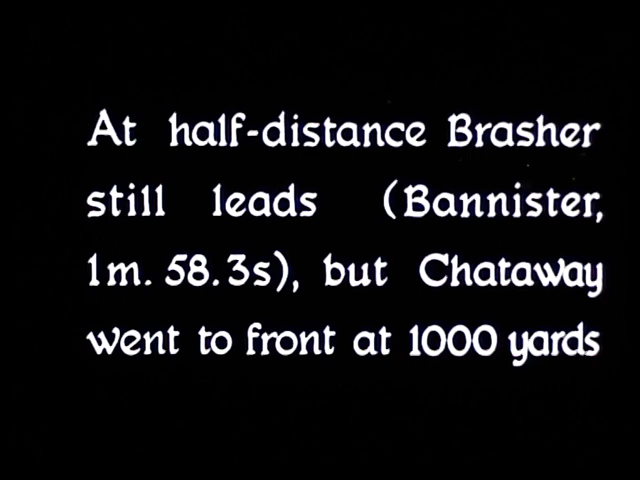 At half-distance Brasher
still leads (Bannister,
1m. 58.3s), but Chataway
went to front at 1000 yards